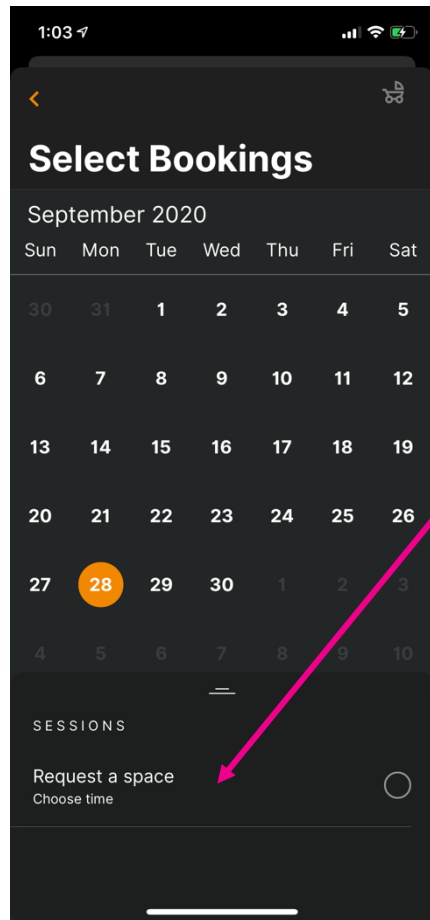 1:03
Select Bookings
September 2020
Sun Mon Tue Wed Thu Fri Sat
30 31 1 2 3 4 5
6 7 8 9 10 11 12
13 14 15 16 17 18 19
20 21 22 23 24 25 26
27 28 29 30 1 2 3
4 5 6 7 8 9 10
SESSIONS
Request a space
Choose time